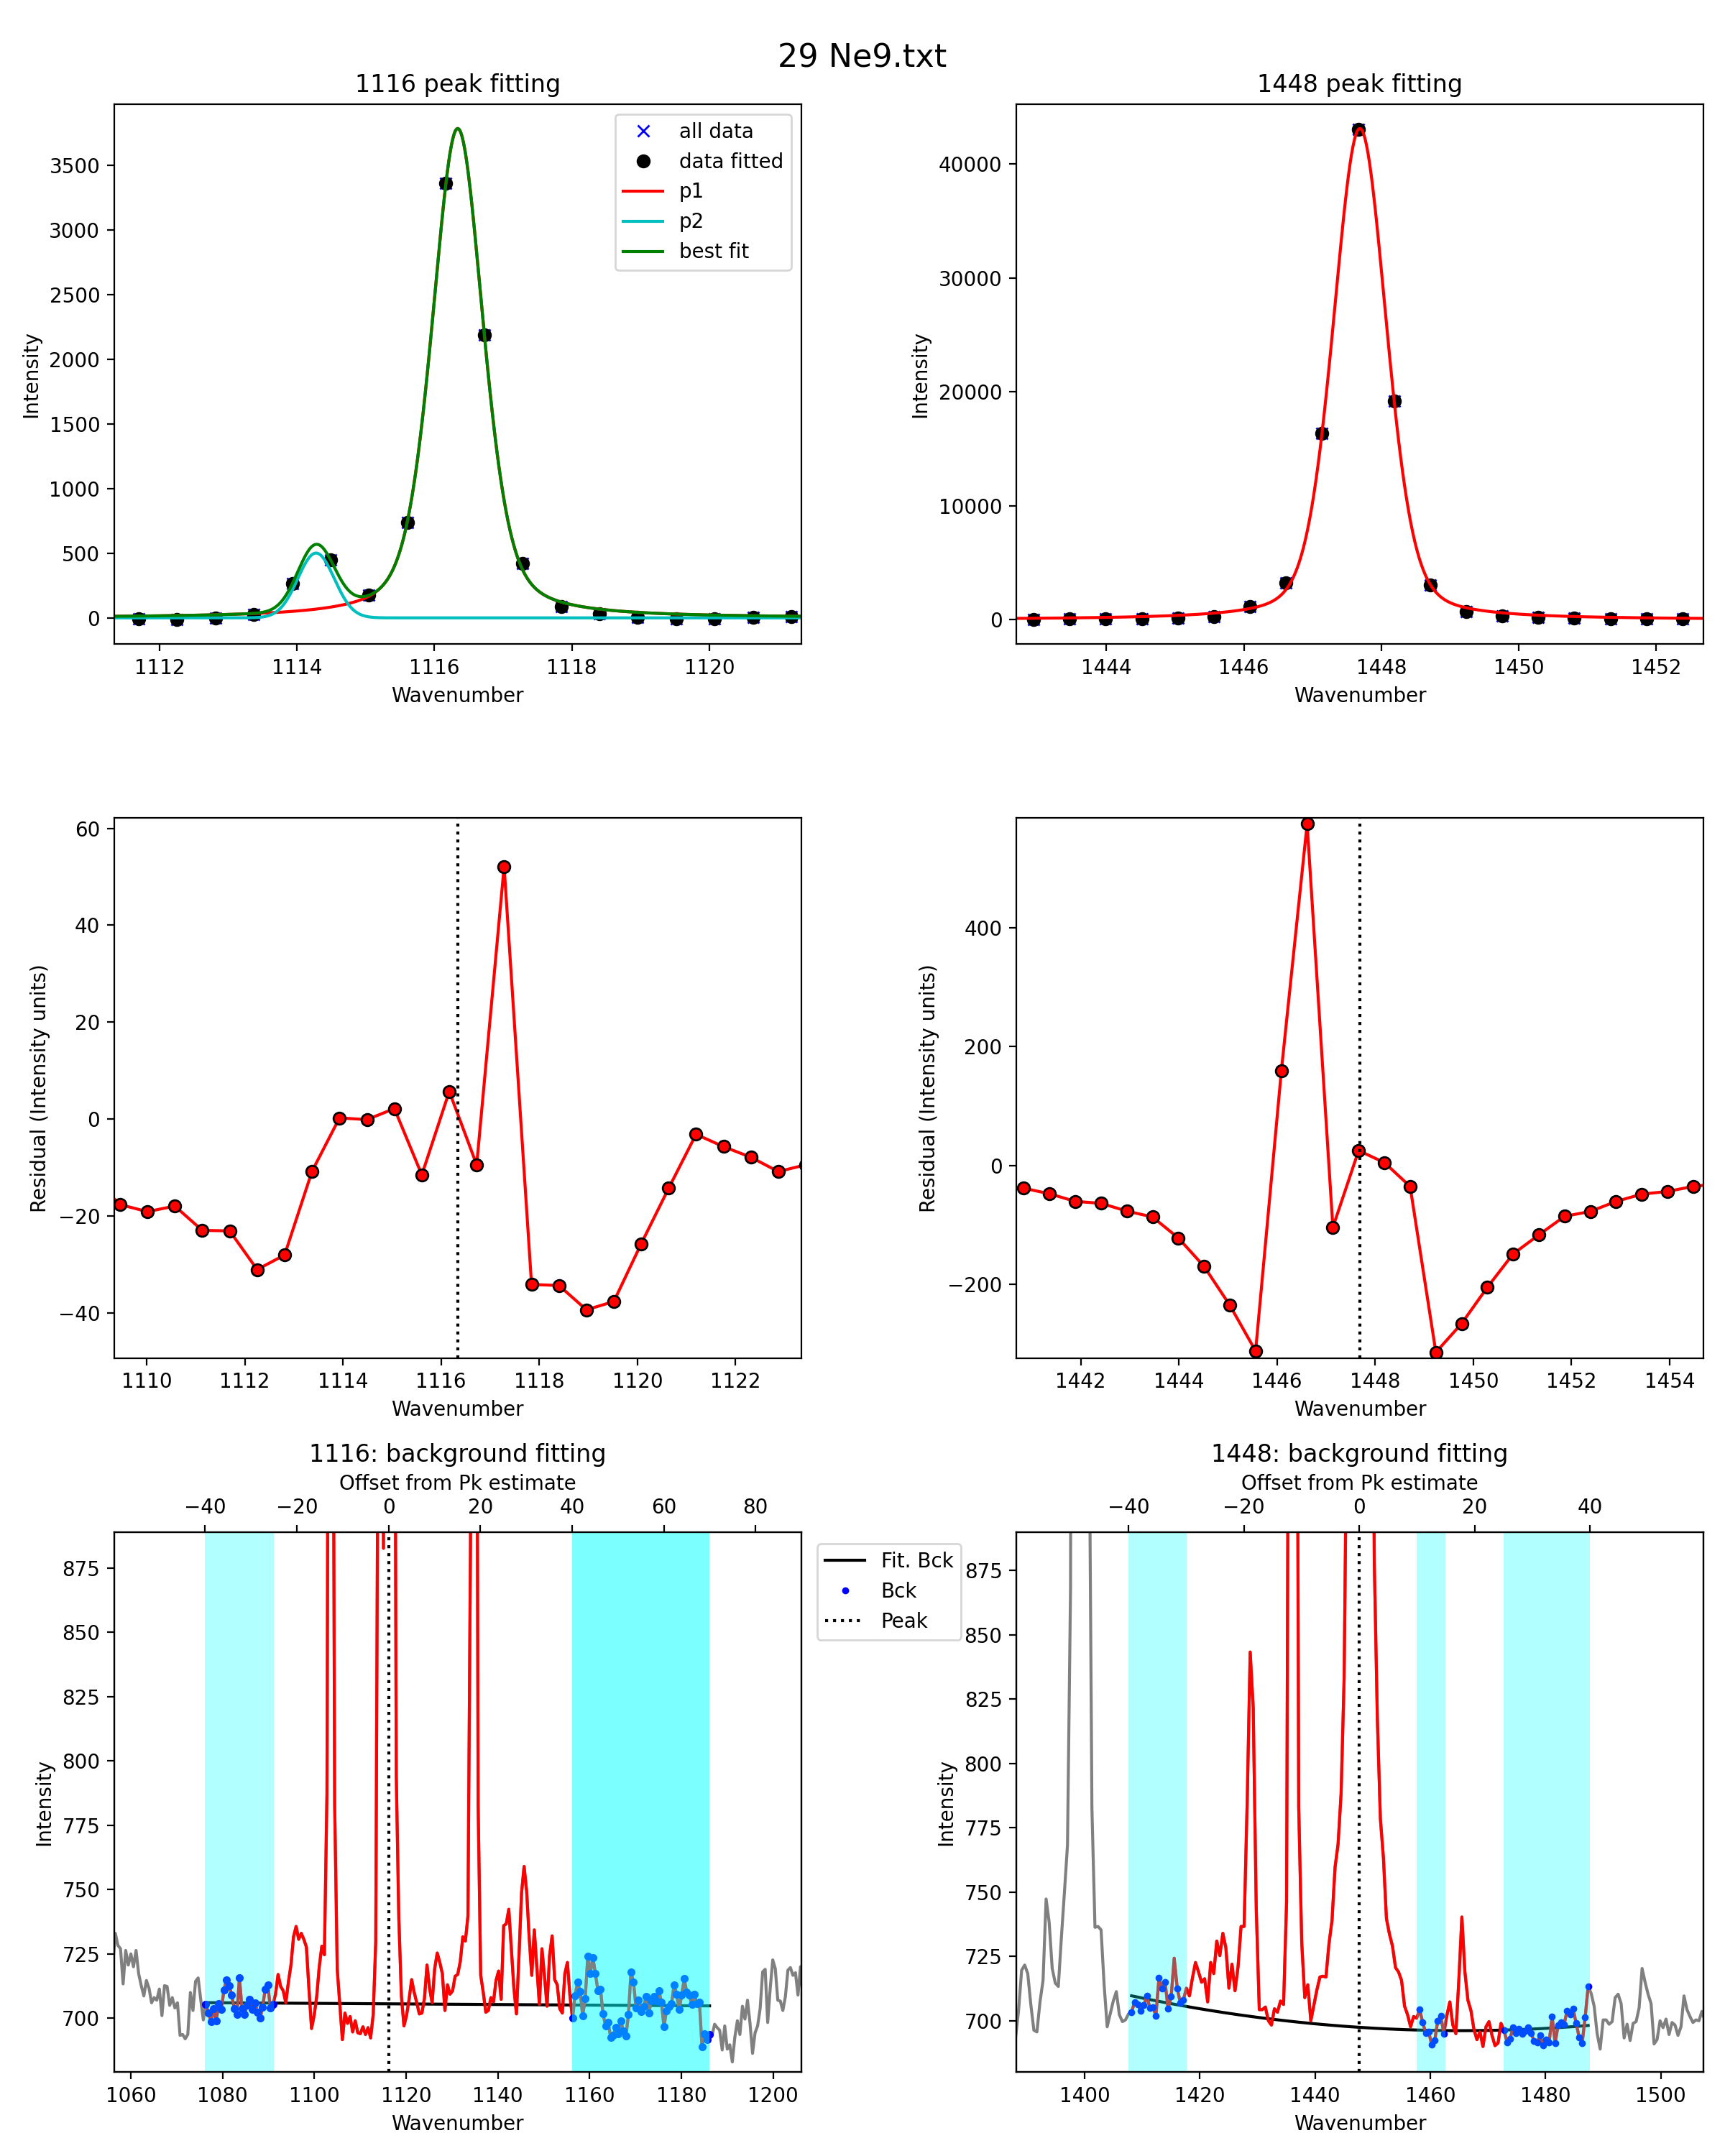 29 Ne9.txt
1116 peak fitting
3500
3000
2500
2000
1500
1000
500
0
Intensity
all data
data fitted
p1
p2
best fit
1112 1114 1116 1118 1120
Wavenumber
1448 peak fitting
40000
30000
20000
10000
0
Intensity
1444 1446 1448 1450 1452
Wavenumber
60
40
20
0
−20
−40
Residual (Intensity units)
1110 1112 1114 1116 1118 1120 1122
Wavenumber
400
200
0
−200
Residual (Intensity units)
1442 1444 1446 1448 1450 1452 1454
Wavenumber
1116: background fitting
Offset from Pk estimate
−40 −20 0 20 40 60 80
875
850
825
800
775
750
725
700
Intensity
1060 1080 1100 1120 1140 1160 1180 1200
Wavenumber
Fit. Bck
Bck
Peak
1448: background fitting
Offset from Pk estimate
−40 −20 0 20 40
875
850
825
800
775
750
725
700
Intensity
1400 1420 1440 1460 1480 1500
Wavenumber